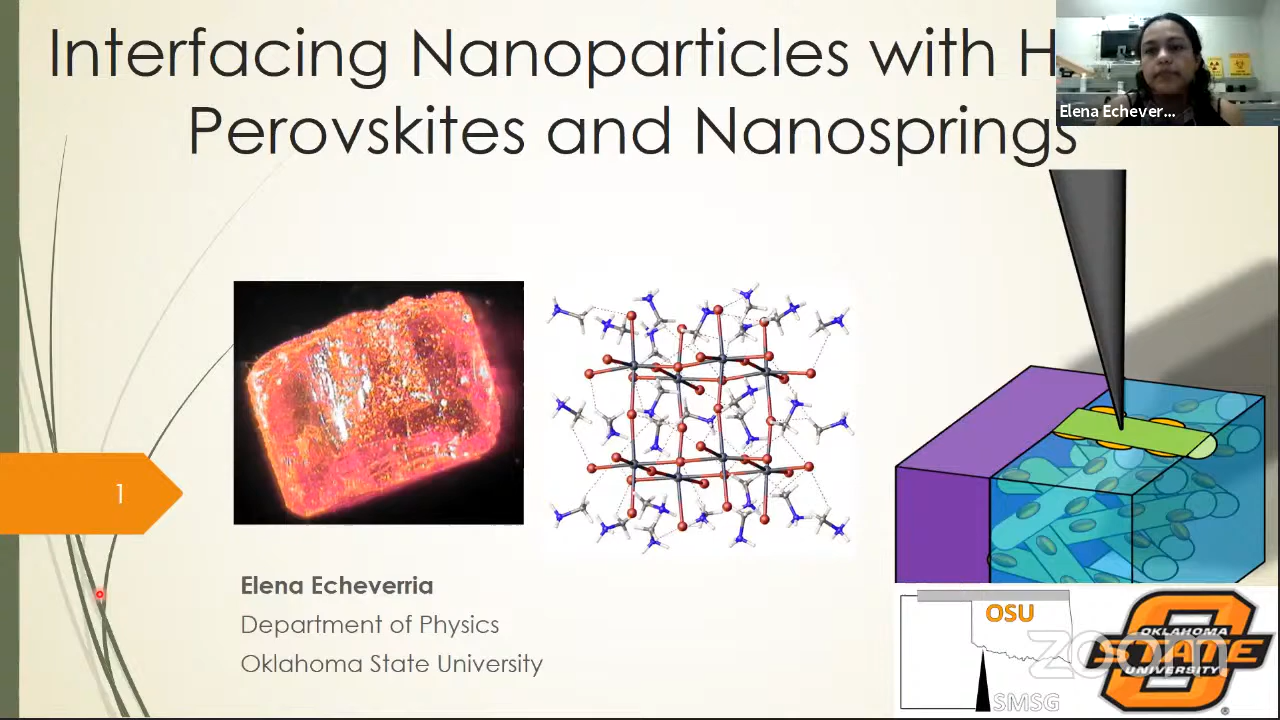 Interfacing Nanoparticles with H
Perovskites and Nanosprings
Elena Echever...
1
Elena Echeverria
Department of Physics
Oklahoma State University
OSU
SMSG
zoom
OKLAHOMA
STATE
UNIVERSITY
®